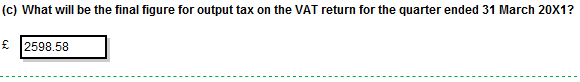 (c) What will be the final figure for output tax on the VAT return for the quarter ended 31 March 20X1?
£ 2598.58